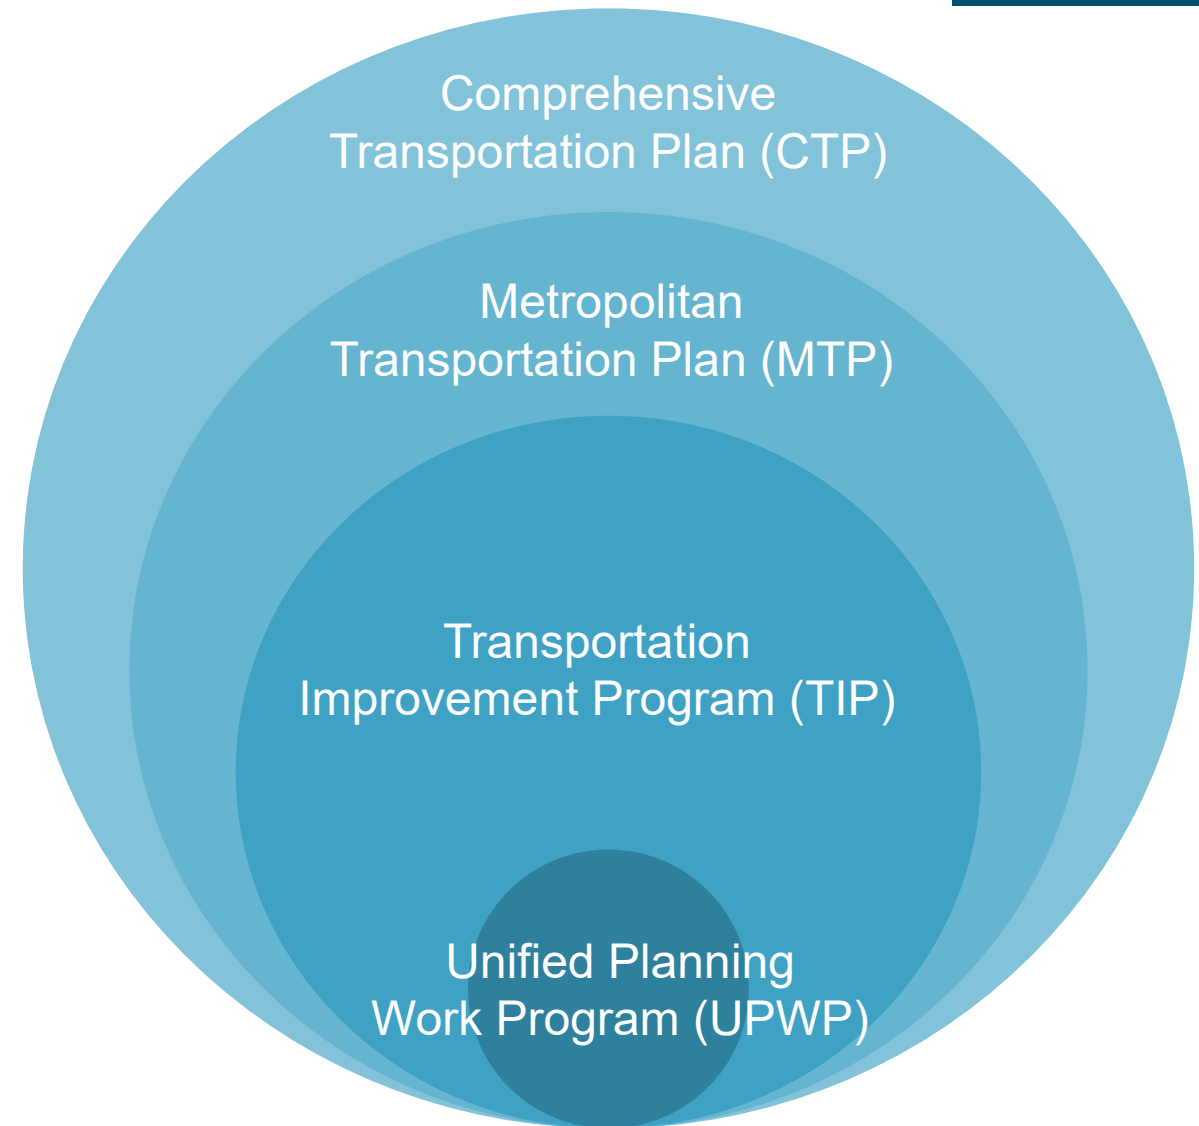 Comprehensive
Transportation Plan (CTP)
Metropolitan
Transportation Plan (MTP)
Transportation
Improvement Program (TIP)
Unified Planning
Work Program (UPWP)